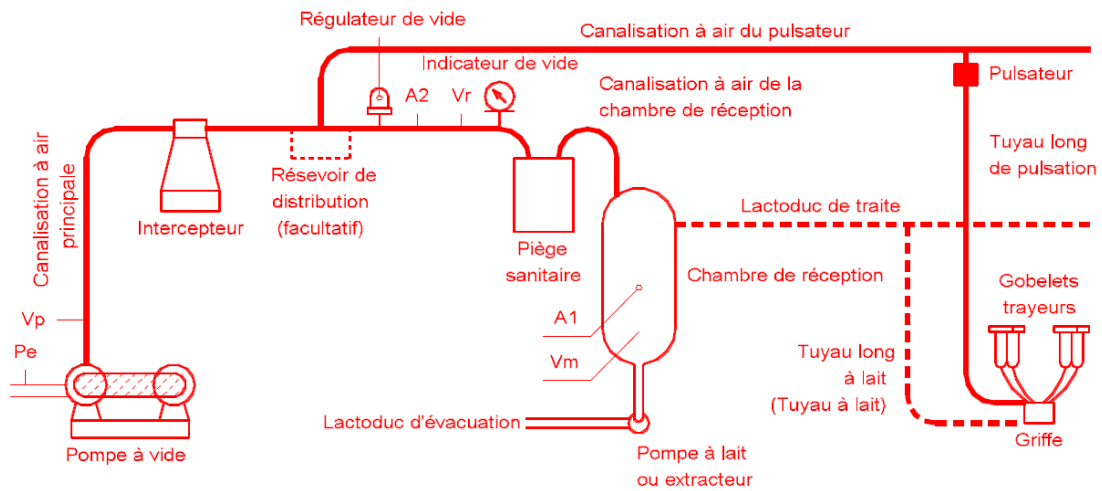 Régulateur de vide
Canalisation à air du pulsateur
Indicateur de vide
A2
Vr
Canalisation à air de la
chambre de réception
Pulsateur
Canalisation à air
principale
Intercepteur
Résevoir de
distribution
(facultatif)
Piège
sanitaire
Tuyau long
de pulsation
Lactoduc de traite
Chambre de réception
Gobelets
trayeurs
A1
Vm
Vp
Pe
Tuyau long
à lait
(Tuyau à lait)
Lactoduc d'évacuation
Pompe à vide
Pompe à lait
ou extracteur
Griffe